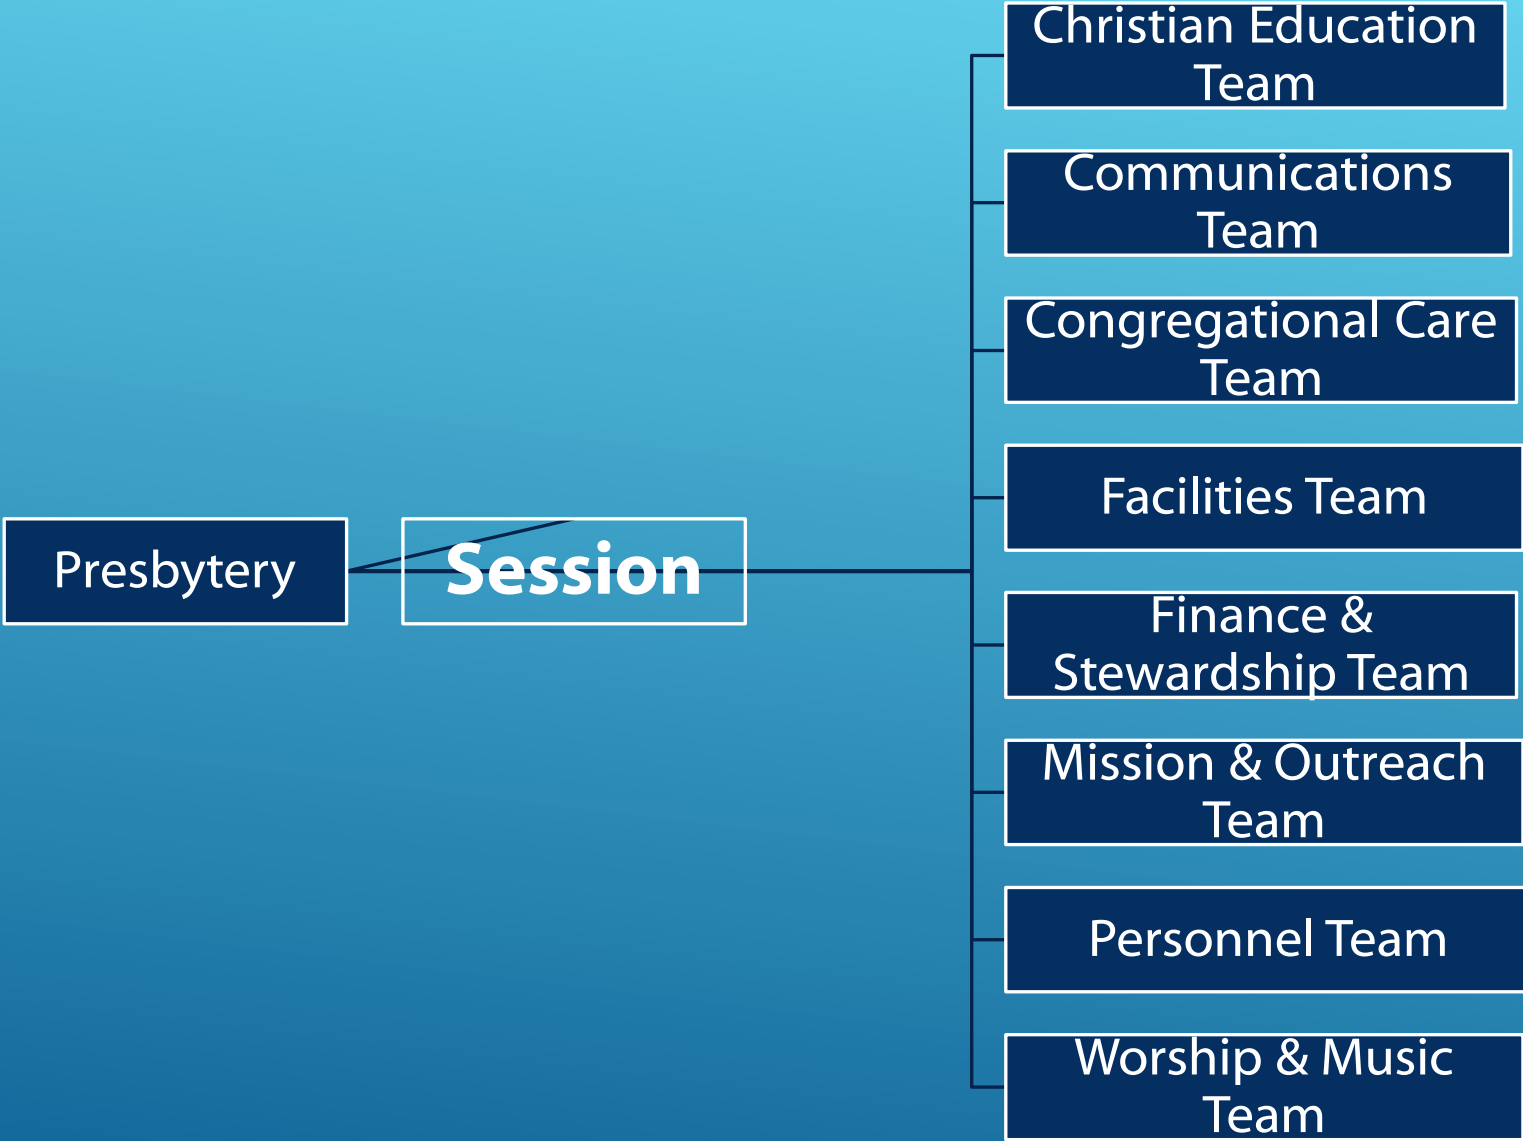 Presbytery
Session
Christian Education
Team
Communications
Team
Congregational Care
Team
Facilities Team
Finance &
Stewardship Team
Mission & Outreach
Team
Personnel Team
Worship & Music
Team